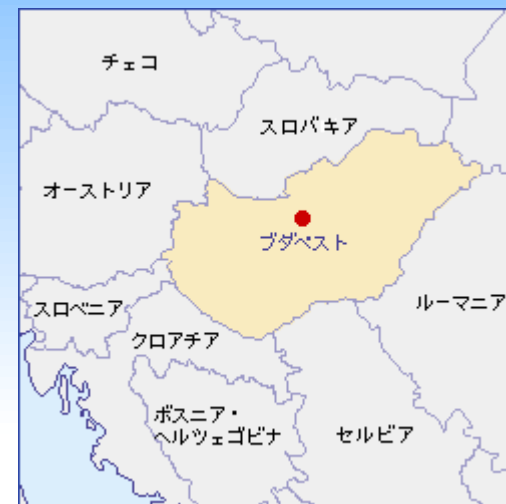 チェコ
スロバキア
オーストリア
ブダペスト
スロベニア
ルーマニア
クロアチア
ボスニア・
ヘルツェゴビナ
セルビア